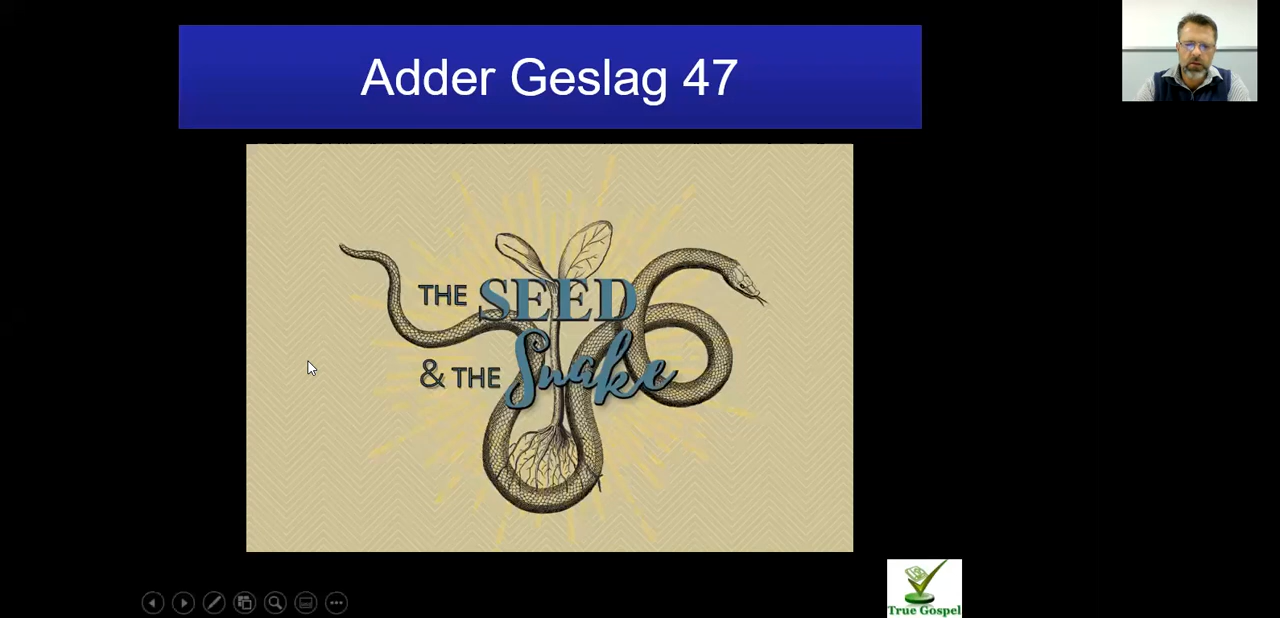 Adder Geslag 47
THE SEED
& THE Snake
True Gospel